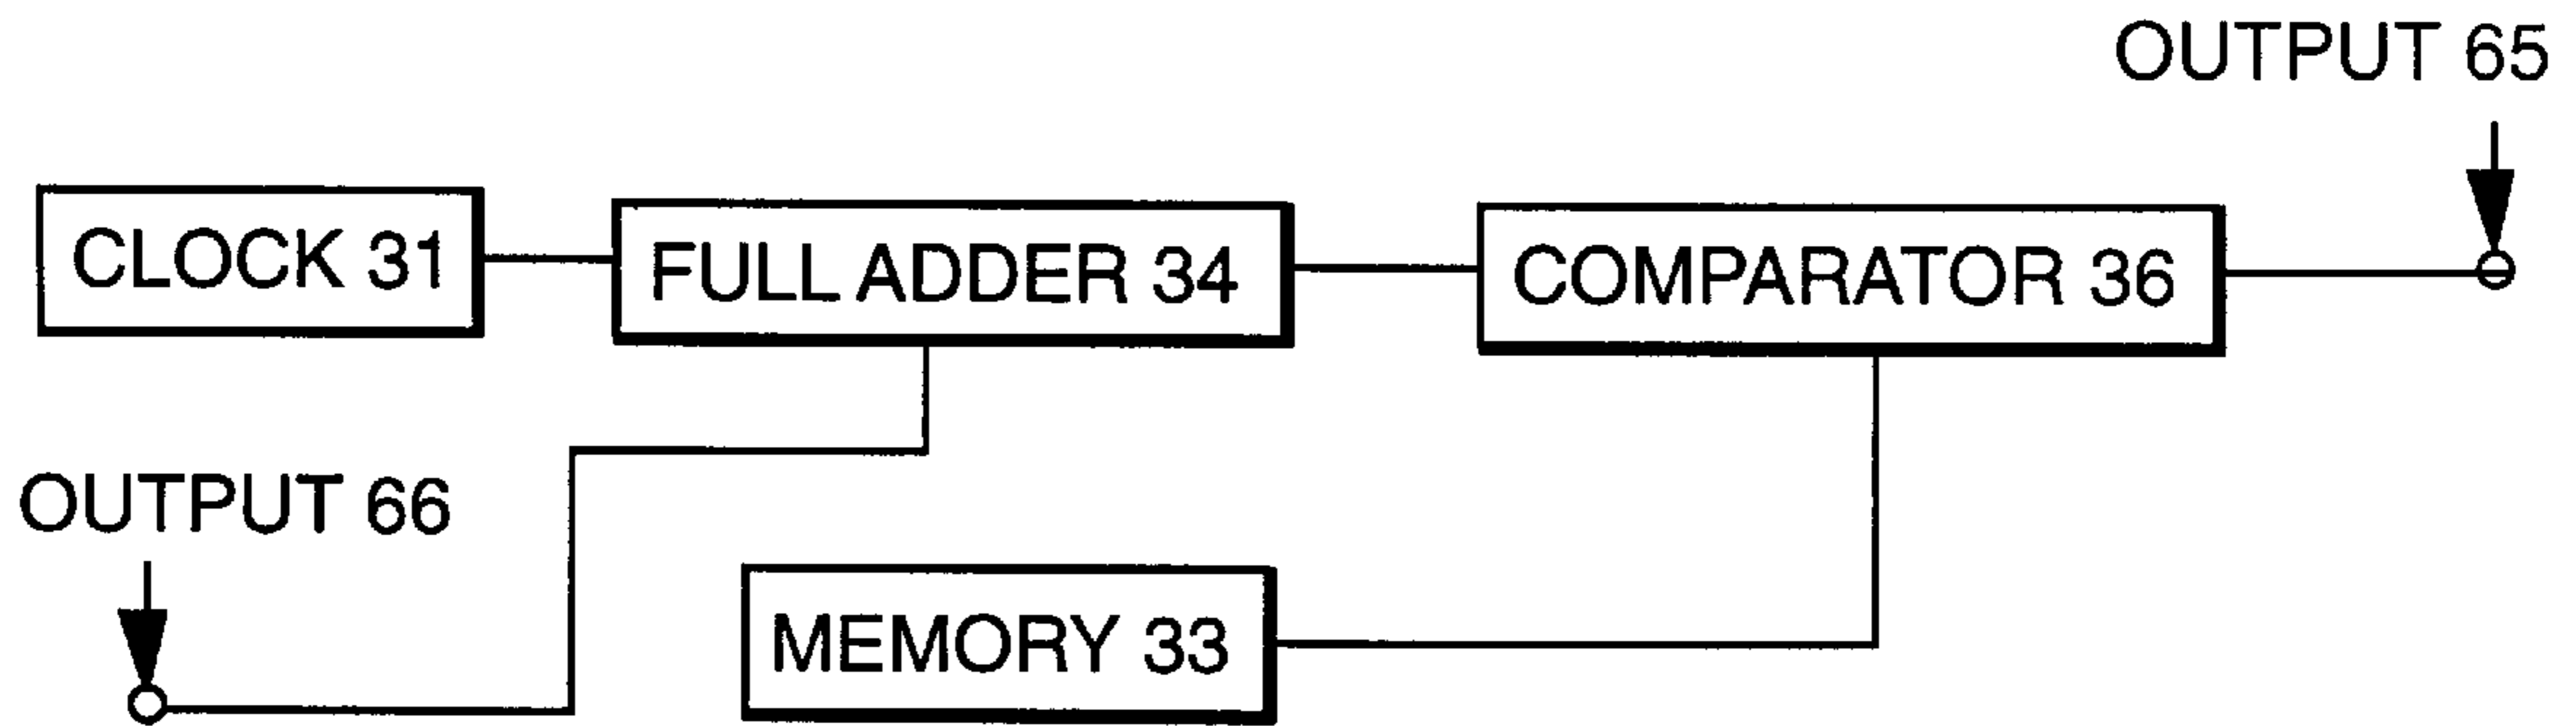 OUTPUT 65
CLOCK 31
FULL ADDER 34
COMPARATOR 36
OUTPUT 66
MEMORY 33